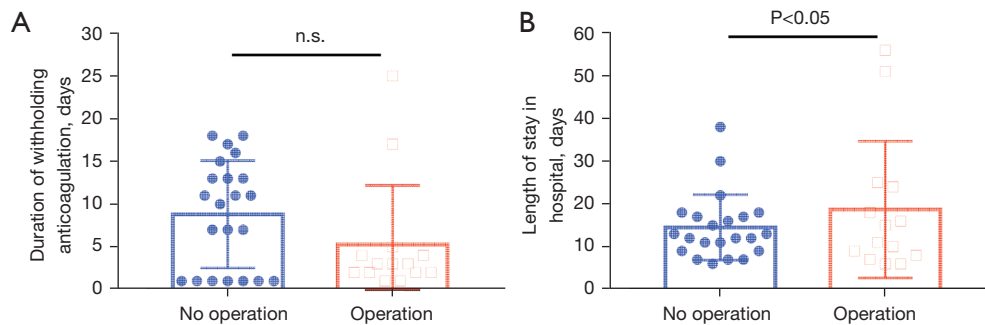 A
Duration of withholding
anticoagulation, days
30
25
20
15
10
5
0
n.s.
No operation
Operation
B
Length of stay in
hospital, days
60
50
40
30
20
10
0
P<0.05
No operation
Operation